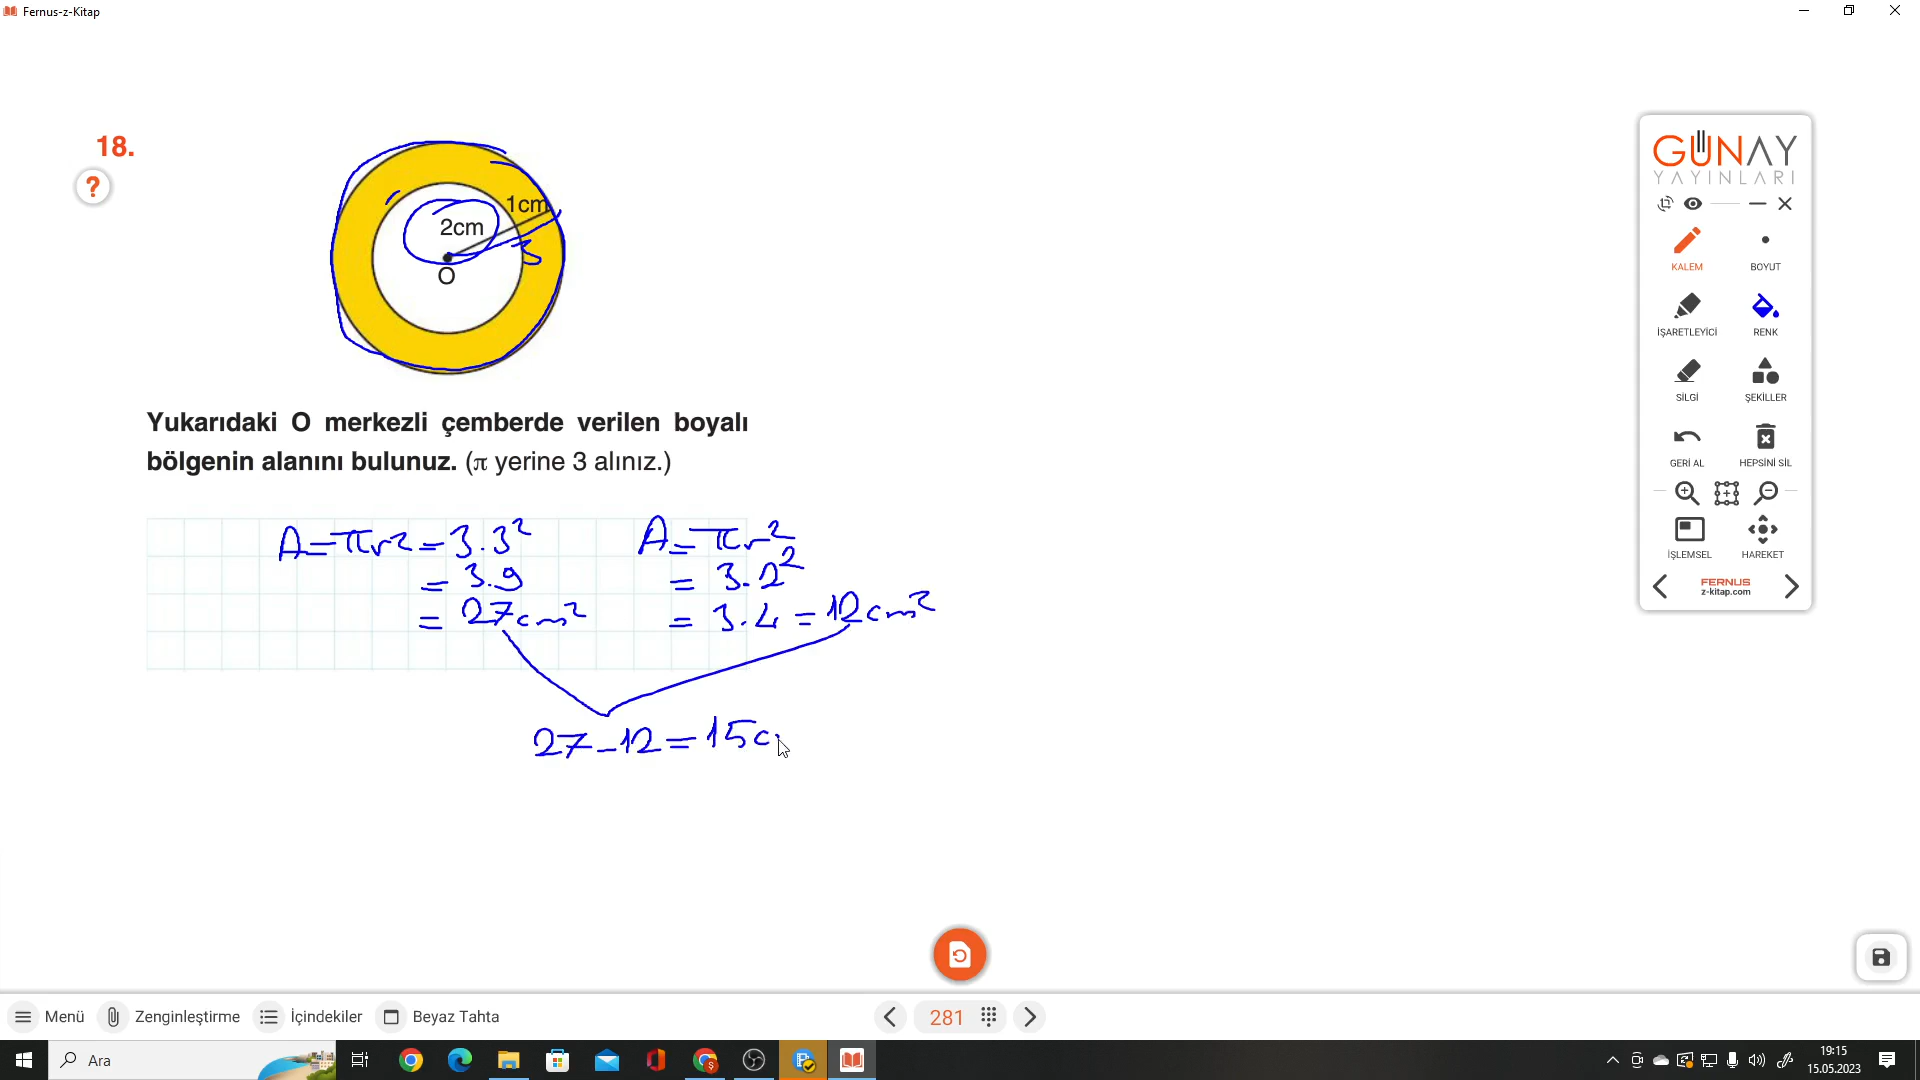 Fernus-z-Kitap
18.
?
1cm
2cm
3
O
Yukarıdaki O merkezli çemberde verilen boyalı
bölgenin alanını bulunuz. (π yerine 3 alınız.)
A=πr²=3.3²
= 3.9
= 27cm²
A=πr²
= 3.2²
= 3.4=12cm²
27-12=15c
GÜNAY
YAYINLARI
KALEM
BOYUT
İŞARETLEYİCİ
RENK
SİLGİ
ŞEKİLLER
GERİ AL
HEPSİNİ SİL
İŞLEMSEL
HAREKET
FERNUS
z-kitap.com
Menü
Zenginleştirme
İçindekiler
Beyaz Tahta
281
Ara
19:15
15.05.2023